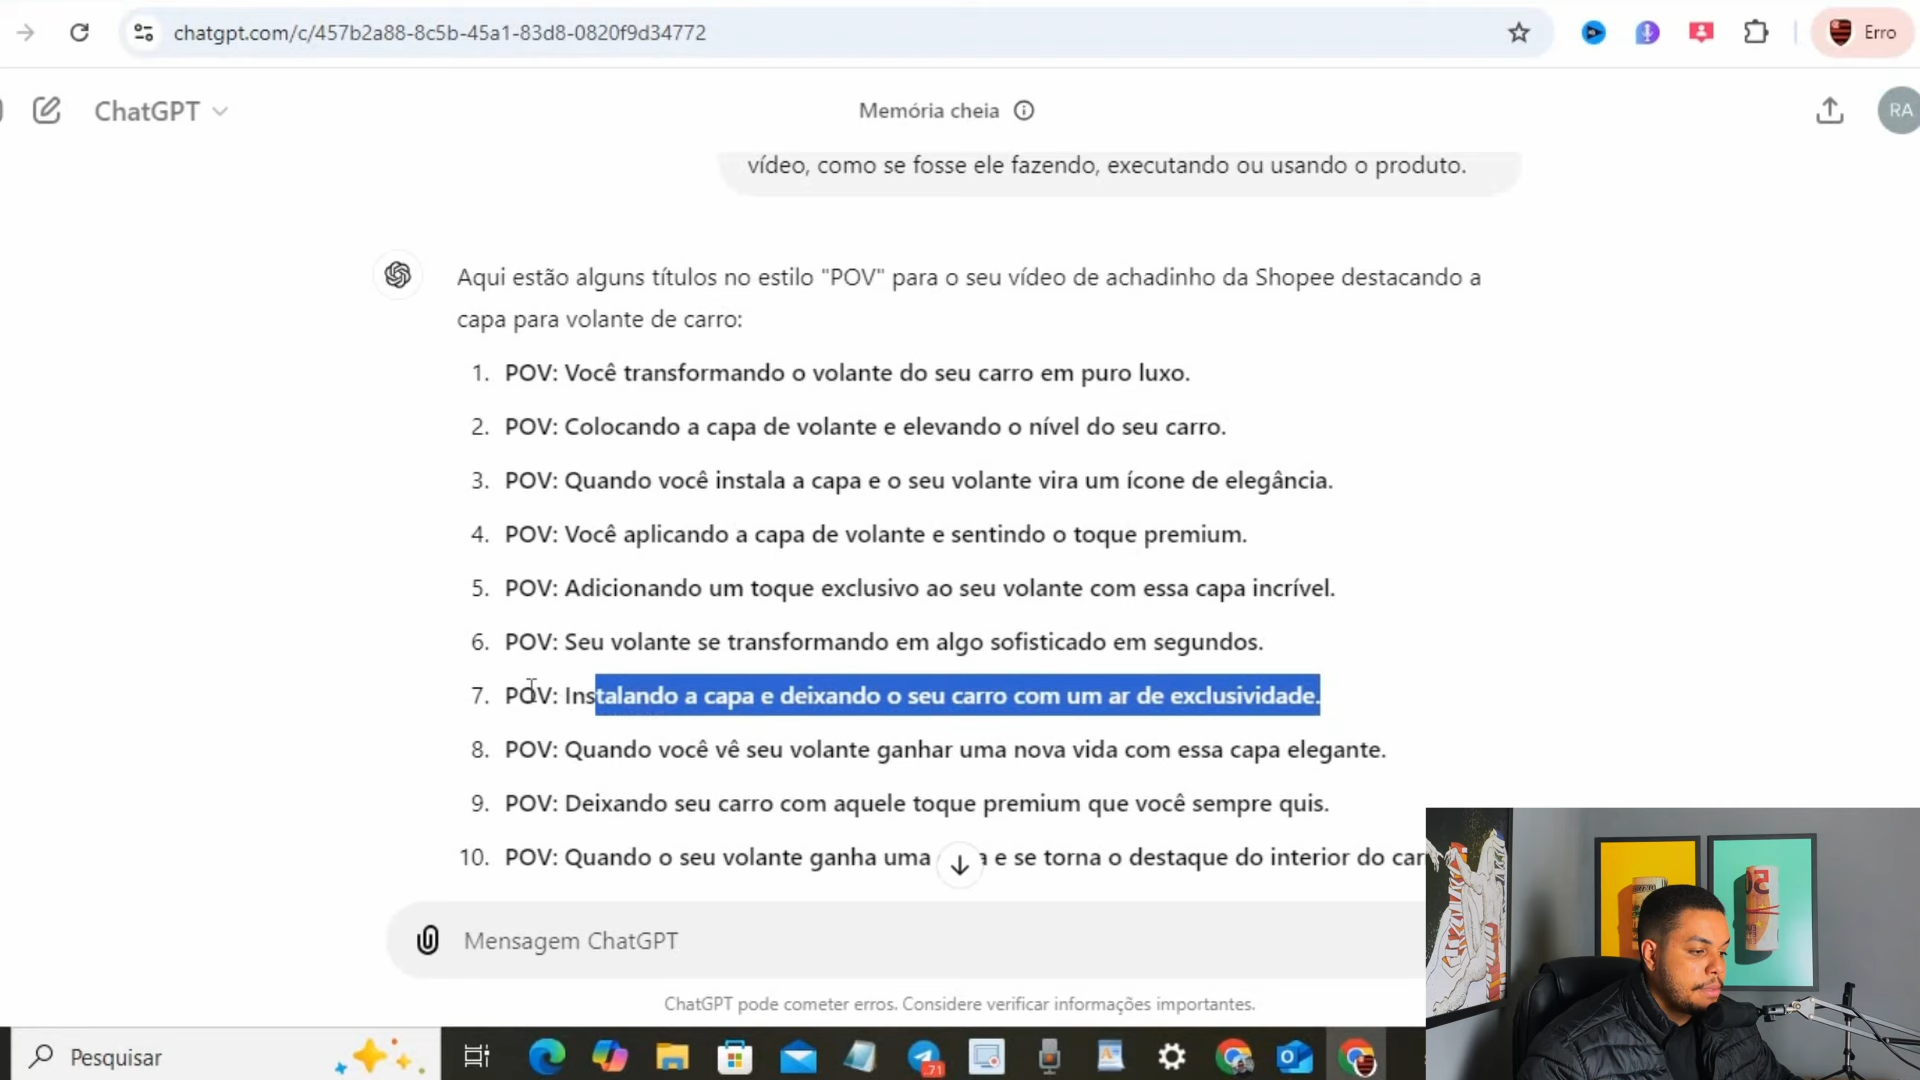 chatgpt.com/c/457b2a88-8c5b-45a1-83d8-0820f9d34772
Erro
ChatGPT
Memória cheia
RA
vídeo, como se fosse ele fazendo, executando ou usando o produto.
Aqui estão alguns títulos no estilo "POV" para o seu vídeo de achadinho da Shopee destacando a
capa para volante de carro:
1. POV: Você transformando o volante do seu carro em puro luxo.
2. POV: Colocando a capa de volante e elevando o nível do seu carro.
3. POV: Quando você instala a capa e o seu volante vira um ícone de elegância.
4. POV: Você aplicando a capa de volante e sentindo o toque premium.
5. POV: Adicionando um toque exclusivo ao seu volante com essa capa incrível.
6. POV: Seu volante se transformando em algo sofisticado em segundos.
7. POV: Instalando a capa e deixando o seu carro com um ar de exclusividade.
8. POV: Quando você vê seu volante ganhar uma nova vida com essa capa elegante.
9. POV: Deixando seu carro com aquele toque premium que você sempre quis.
10. POV: Quando o seu volante ganha uma a e se torna o destaque do interior do car
Mensagem ChatGPT
ChatGPT pode cometer erros. Considere verificar informações importantes.
Pesquisar
71